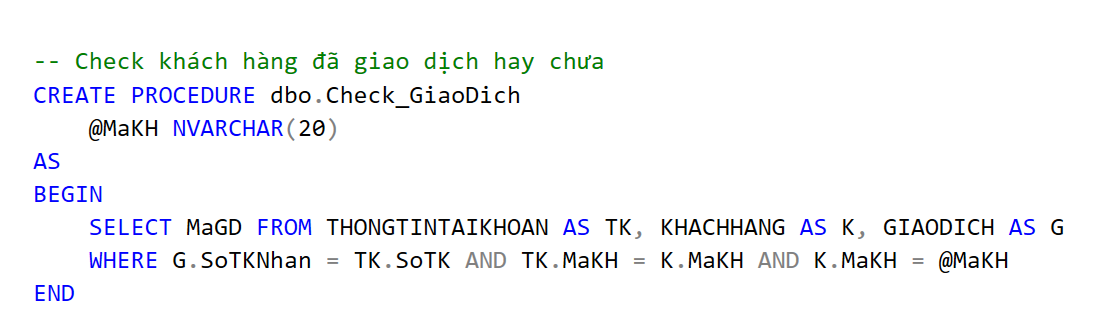 -- Check khách hàng đã giao dịch hay chưa
CREATE PROCEDURE dbo.Check_GiaoDich
    @MaKH NVARCHAR(20)
AS
BEGIN
    SELECT MaGD FROM THONGTINTAIKHOAN AS TK, KHACHHANG AS K, GIAODICH AS G
    WHERE G.SoTKNhan = TK.SoTK AND TK.MaKH = K.MaKH AND K.MaKH = @MaKH
END